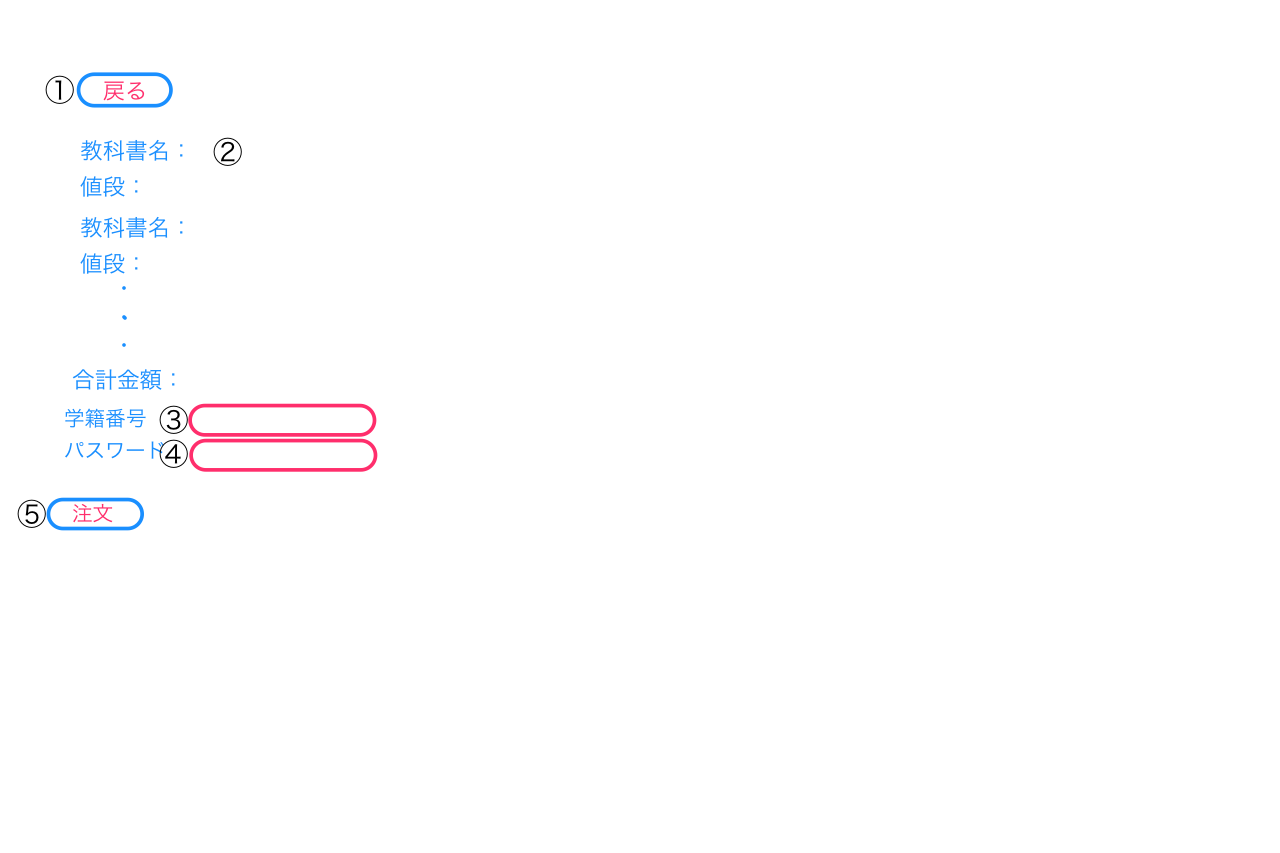 ① 戻る
教科書名： ②
値段：
教科書名：
値段：
・
・
・
合計金額：
学籍番号 ③
パスワード ④
⑤ 注文